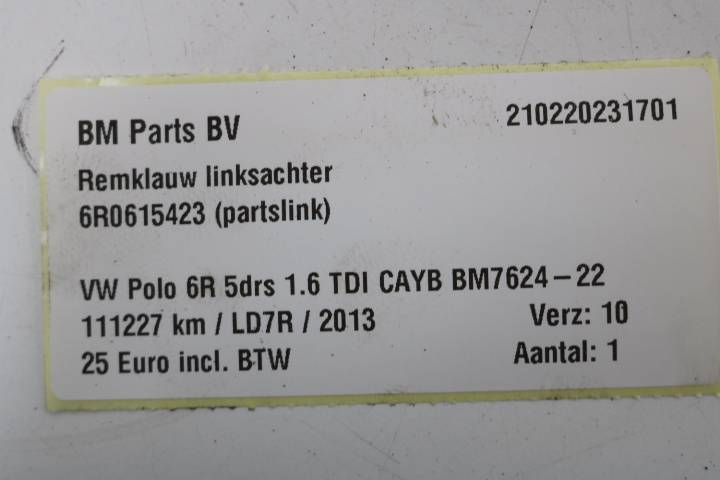 BM Parts BV
210220231701
Remklauw linksachter
6R0615423 (partslink)
VW Polo 6R 5drs 1.6 TDI CAYB BM7624-22
111227 km / LD7R / 2013
Verz: 10
25 Euro incl. BTW
Aantal: 1